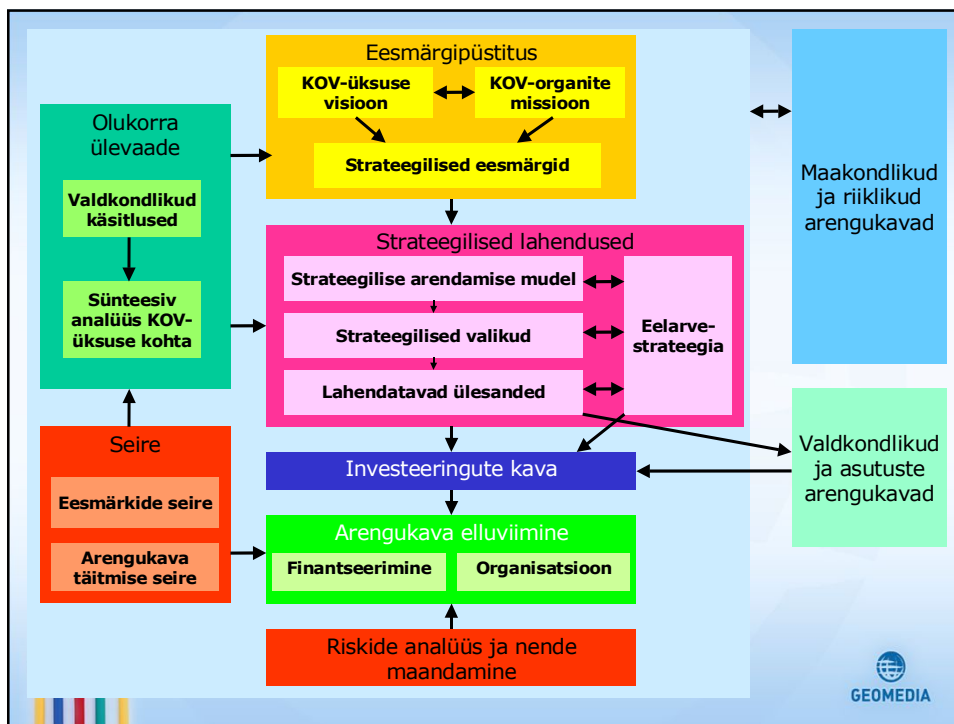 Eesmärgipüstitus
KOV-üksuse
visioon
KOV-organite
missioon
Strateegilised eesmärgid
Olukorra
ülevaade
Valdkondlikud
käsitlused
Sünteesiv
analüüs KOV-
üksuse kohta
Strateegilised lahendused
Strateegilise arendamise mudel
Strateegilised valikud
Lahendatavad ülesanded
Eelarve-
strateegia
Maakondlikud
ja riiklikud
arengukavad
Seire
Eesmärkide seire
Arengukava
täitmise seire
Investeeringute kava
Valdkondlikud
ja asutuste
arengukavad
Arengukava elluviimine
Finantseerimine
Organisatsioon
Riskide analüüs ja nende
maandamine
GEOMEDIA